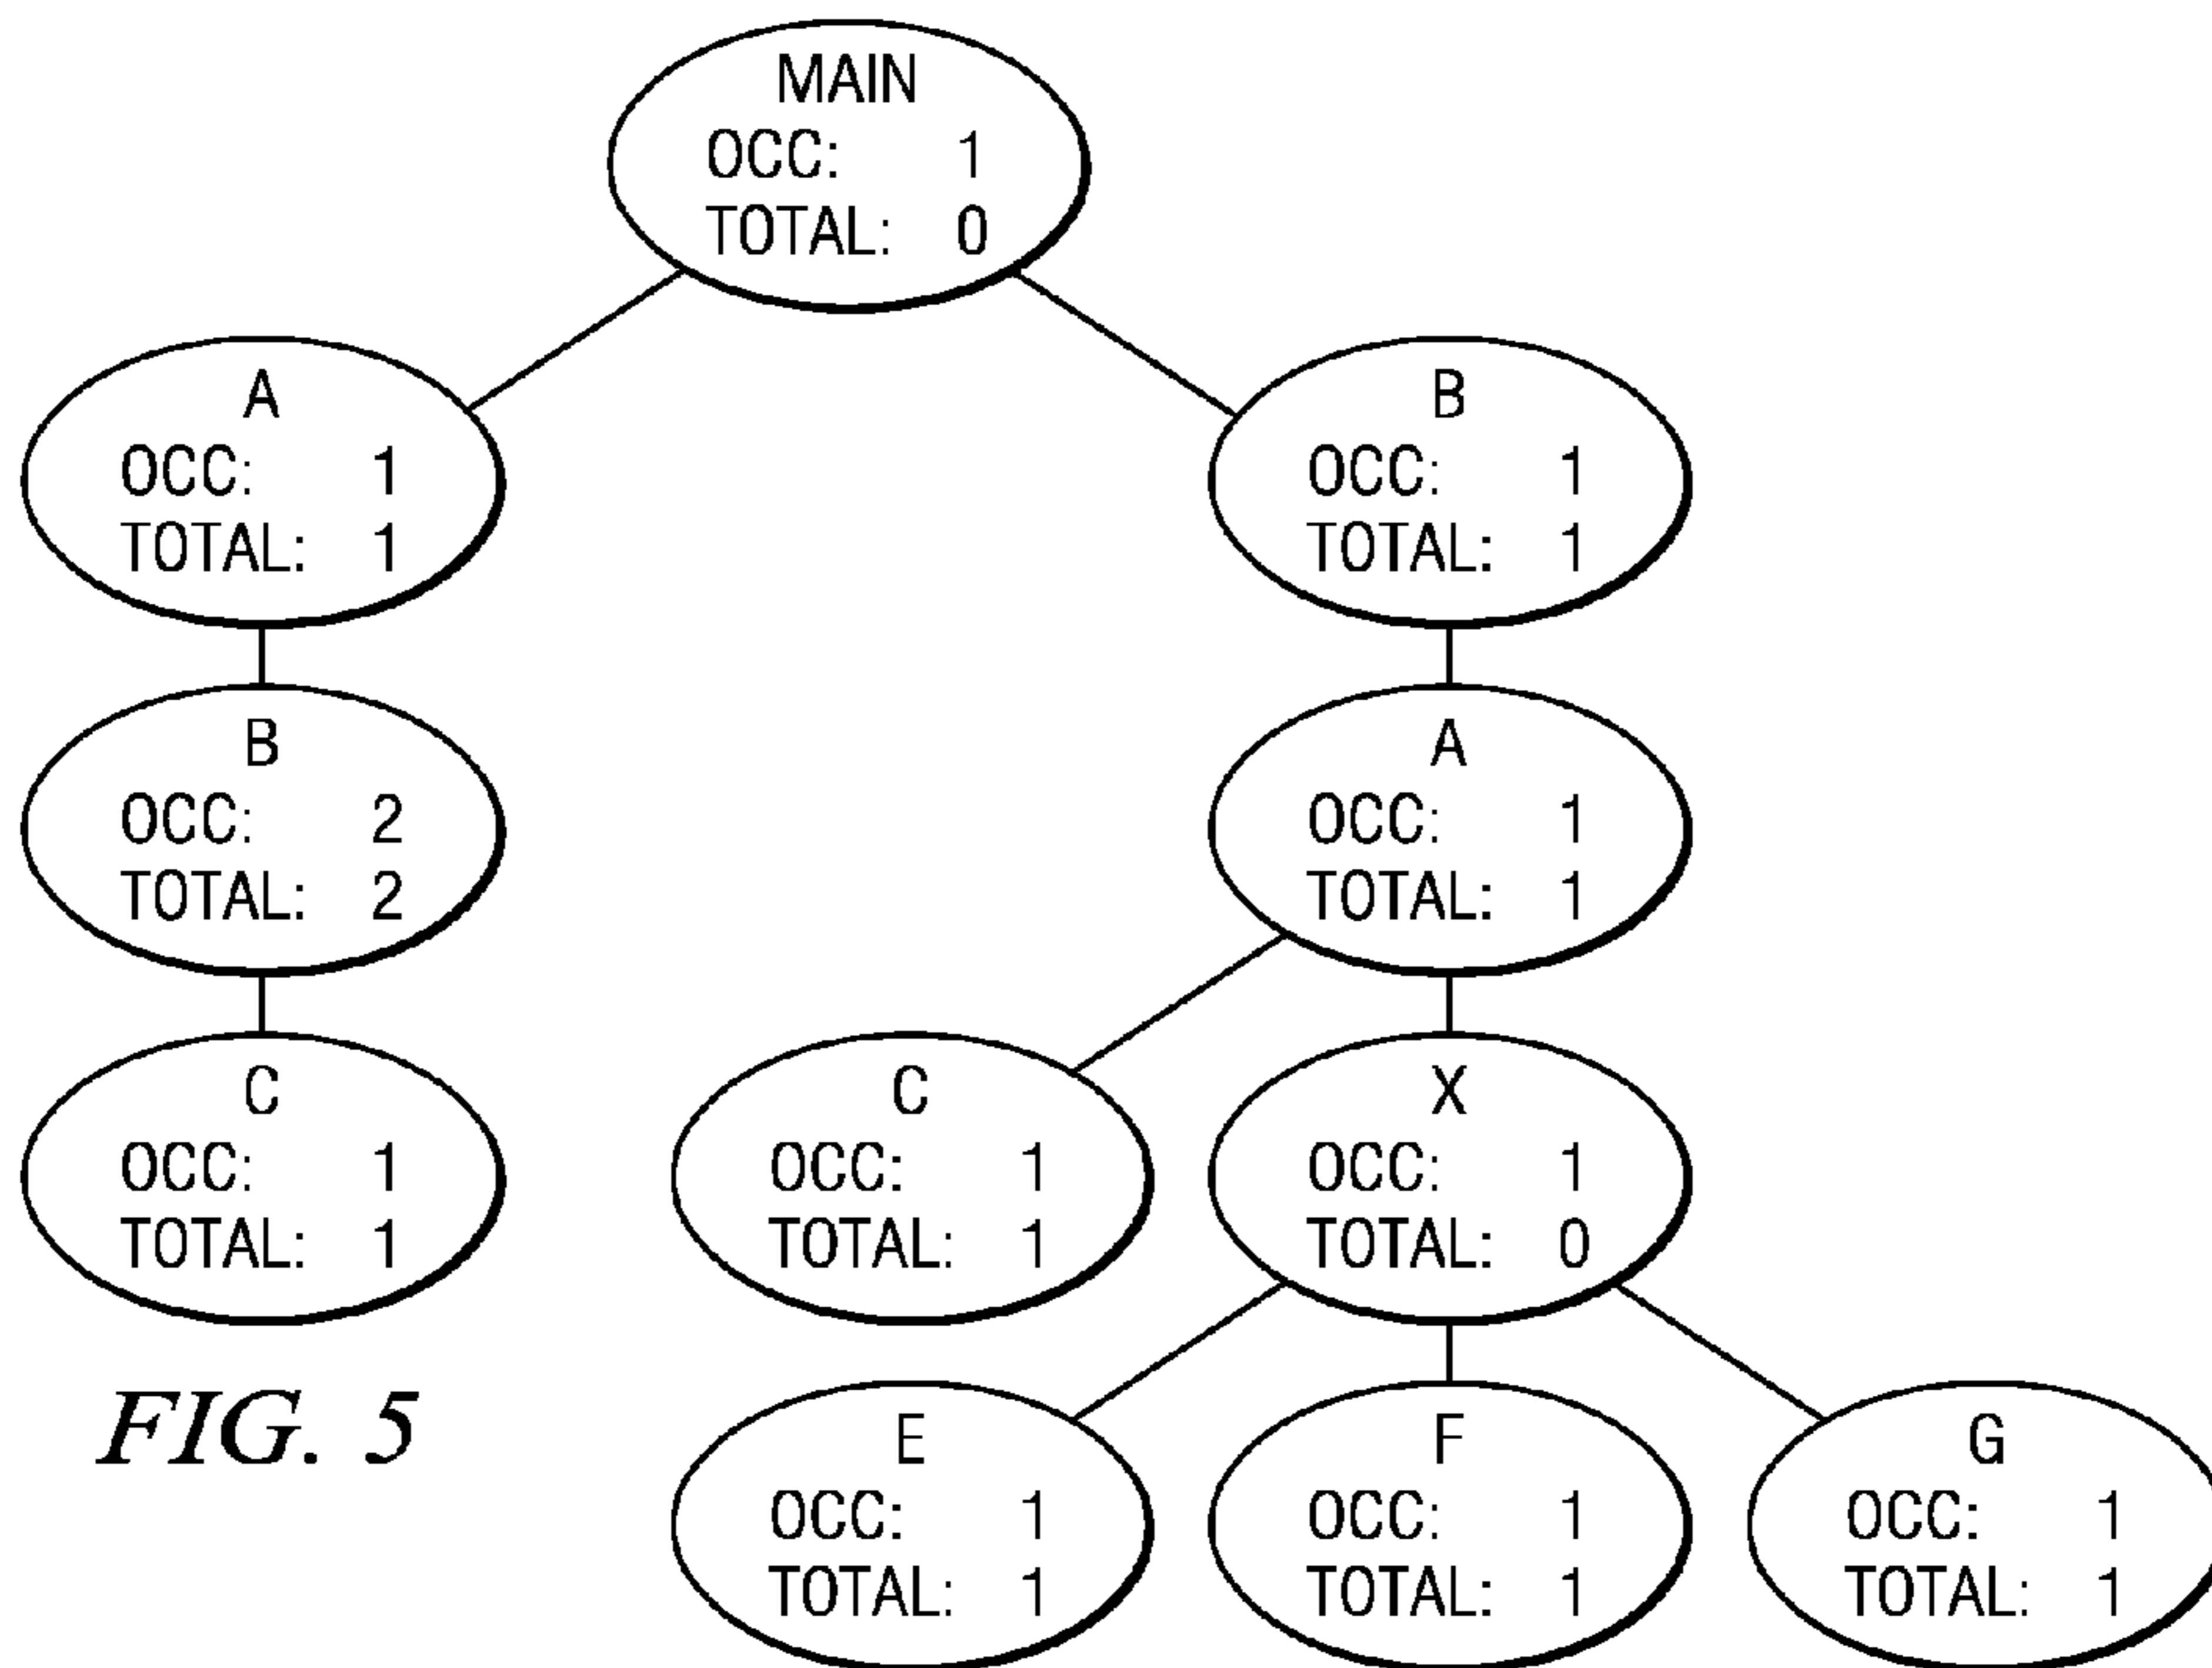 MAIN
OCC: 1
TOTAL: 0
A
OCC: 1
TOTAL: 1
B
OCC: 1
TOTAL: 1
B
OCC: 2
TOTAL: 2
A
OCC: 1
TOTAL: 1
C
OCC: 1
TOTAL: 1
C
OCC: 1
TOTAL: 1
X
OCC: 1
TOTAL: 0
FIG. 5
E
OCC: 1
TOTAL: 1
F
OCC: 1
TOTAL: 1
G
OCC: 1
TOTAL: 1